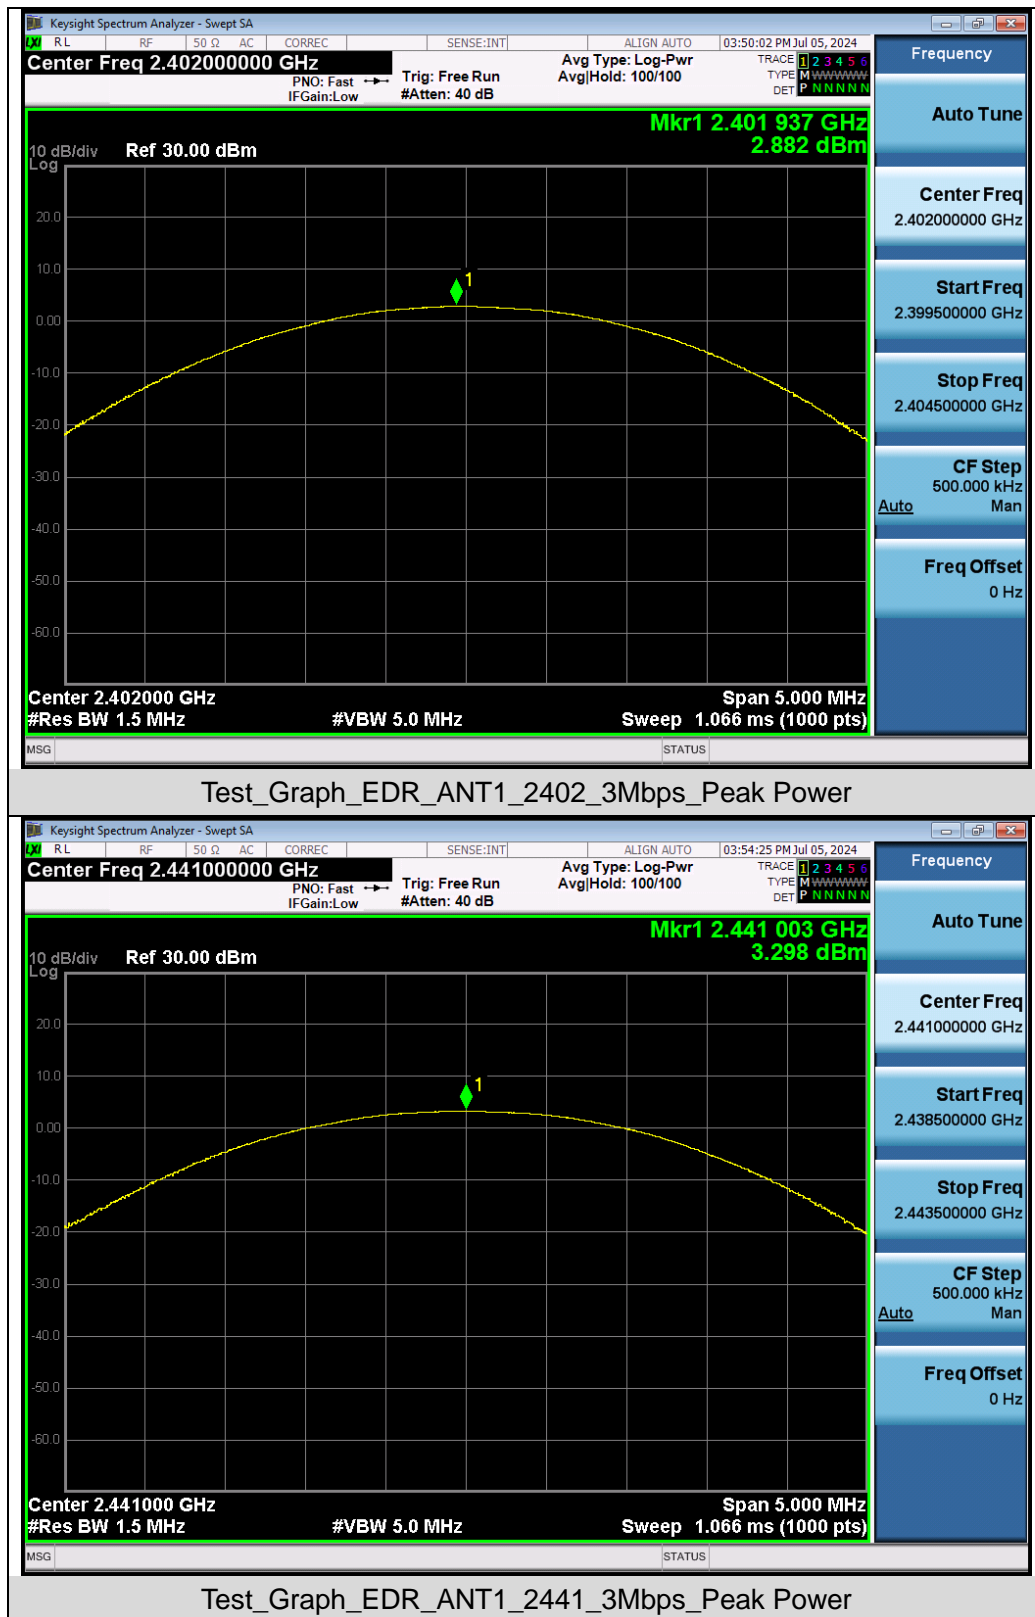 Keysight Spectrum Analyzer - Swept SA
LXI RL RF 50 Ω AC CORREC SENSE:INT ALIGN AUTO 03:50:02 PM Jul 05, 2024
Center Freq 2.402000000 GHz
PNO: Fast
IFGain:Low
Trig: Free Run
#Atten: 40 dB
Avg Type: Log-Pwr
Avg|Hold: 100/100
TRACE 1 2 3 4 5 6
TYPE M WWWWW
DET P N N N N N
Mkr1 2.401 937 GHz
2.882 dBm
10 dB/div Ref 30.00 dBm
Log
20.0
10.0
0.00
-10.0
-20.0
-30.0
-40.0
-50.0
-60.0
1
Center 2.402000 GHz Span 5.000 MHz
#Res BW 1.5 MHz #VBW 5.0 MHz Sweep 1.066 ms (1000 pts)
MSG STATUS
Frequency
Auto Tune
Center Freq
2.402000000 GHz
Start Freq
2.399500000 GHz
Stop Freq
2.404500000 GHz
CF Step
500.000 kHz
Auto Man
Freq Offset
0 Hz
Test_Graph_EDR_ANT1_2402_3Mbps_Peak Power
Keysight Spectrum Analyzer - Swept SA
LXI RL RF 50 Ω AC CORREC SENSE:INT ALIGN AUTO 03:54:25 PM Jul 05, 2024
Center Freq 2.441000000 GHz
PNO: Fast
IFGain:Low
Trig: Free Run
#Atten: 40 dB
Avg Type: Log-Pwr
Avg|Hold: 100/100
TRACE 1 2 3 4 5 6
TYPE M WWWWW
DET P N N N N N
Mkr1 2.441 003 GHz
3.298 dBm
10 dB/div Ref 30.00 dBm
Log
20.0
10.0
0.00
-10.0
-20.0
-30.0
-40.0
-50.0
-60.0
1
Center 2.441000 GHz Span 5.000 MHz
#Res BW 1.5 MHz #VBW 5.0 MHz Sweep 1.066 ms (1000 pts)
MSG STATUS
Frequency
Auto Tune
Center Freq
2.441000000 GHz
Start Freq
2.438500000 GHz
Stop Freq
2.443500000 GHz
CF Step
500.000 kHz
Auto Man
Freq Offset
0 Hz
Test_Graph_EDR_ANT1_2441_3Mbps_Peak Power